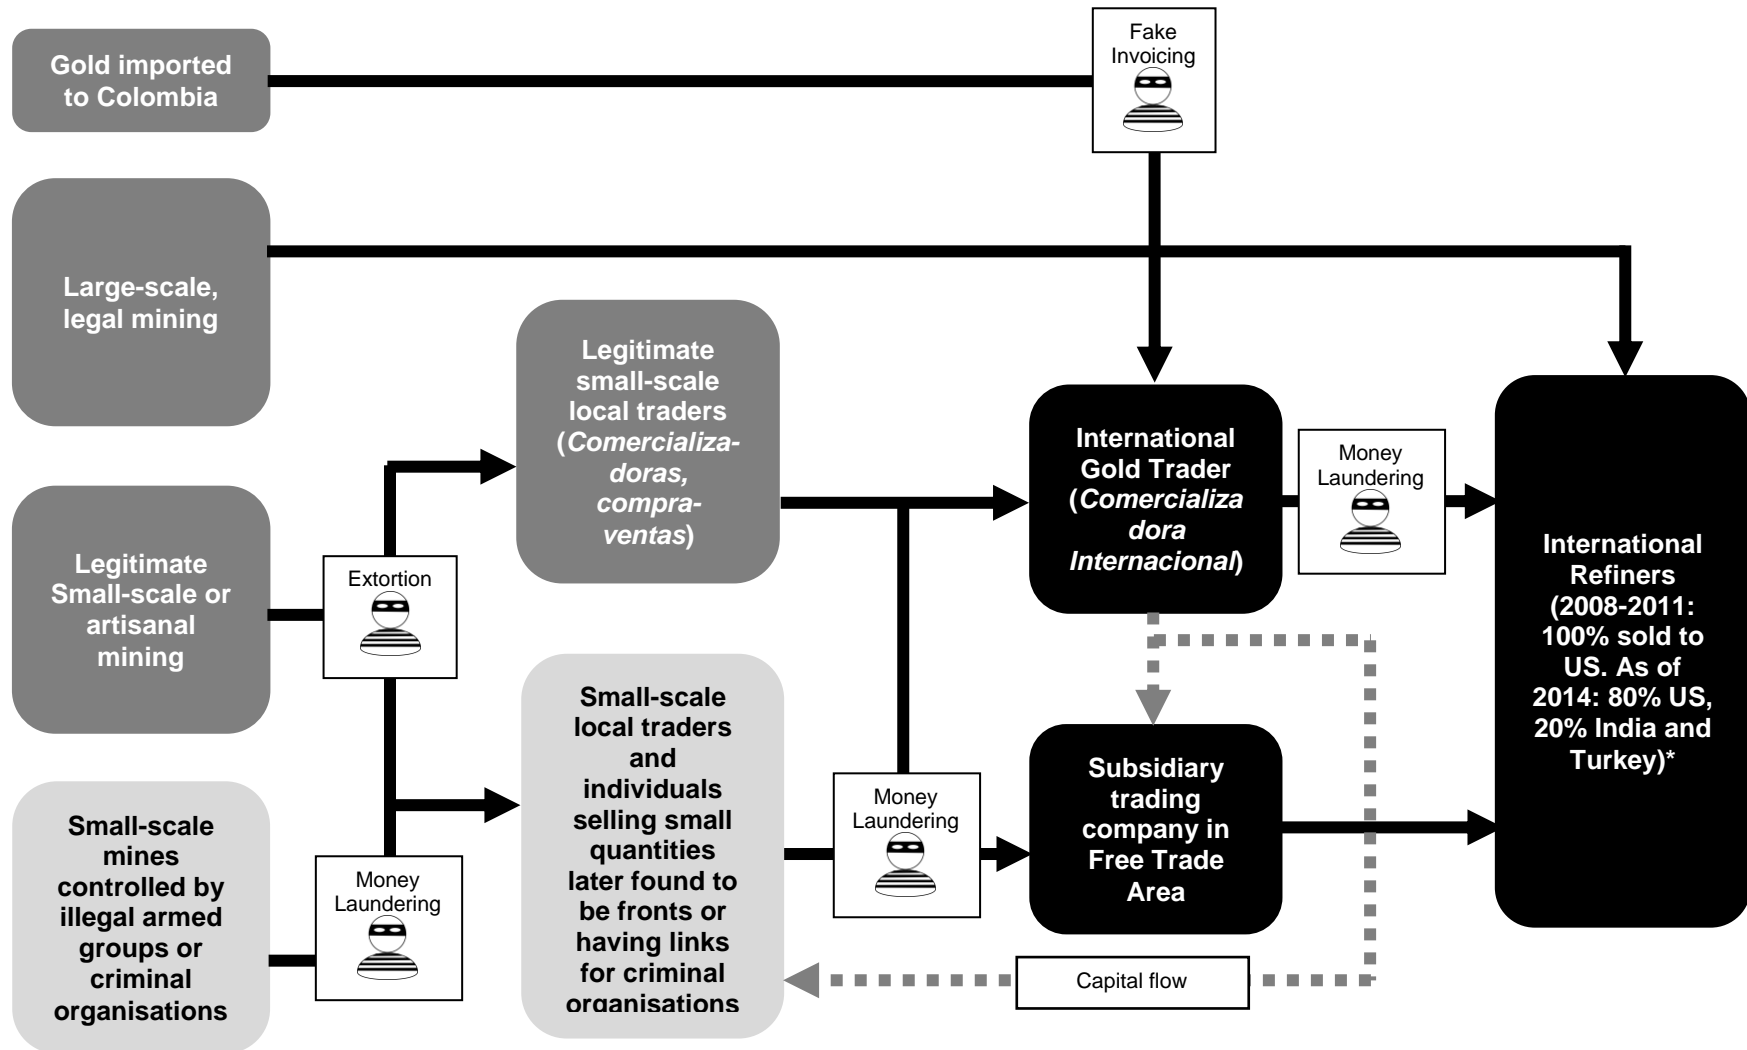 Gold imported
to Colombia
Fake
Invoicing
Large-scale,
legal mining
Legitimate
small-scale
local traders
(Comercializa-
doras,
compra-
ventas)
International
Gold Trader
(Comercializa
dora
Internacional)
Money
Laundering
International
Refiners
(2008-2011:
100% sold to
US. As of
2014: 80% US,
20% India and
Turkey)*
Legitimate
Small-scale or
artisanal
mining
Extortion
Small-scale
local traders
and
individuals
selling small
quantities
later found to
be fronts or
having links
for criminal
organisations
Money
Laundering
Subsidiary
trading
company in
Free Trade
Area
Small-scale
mines
controlled by
illegal armed
groups or
criminal
organisations
Money
Laundering
Capital flow